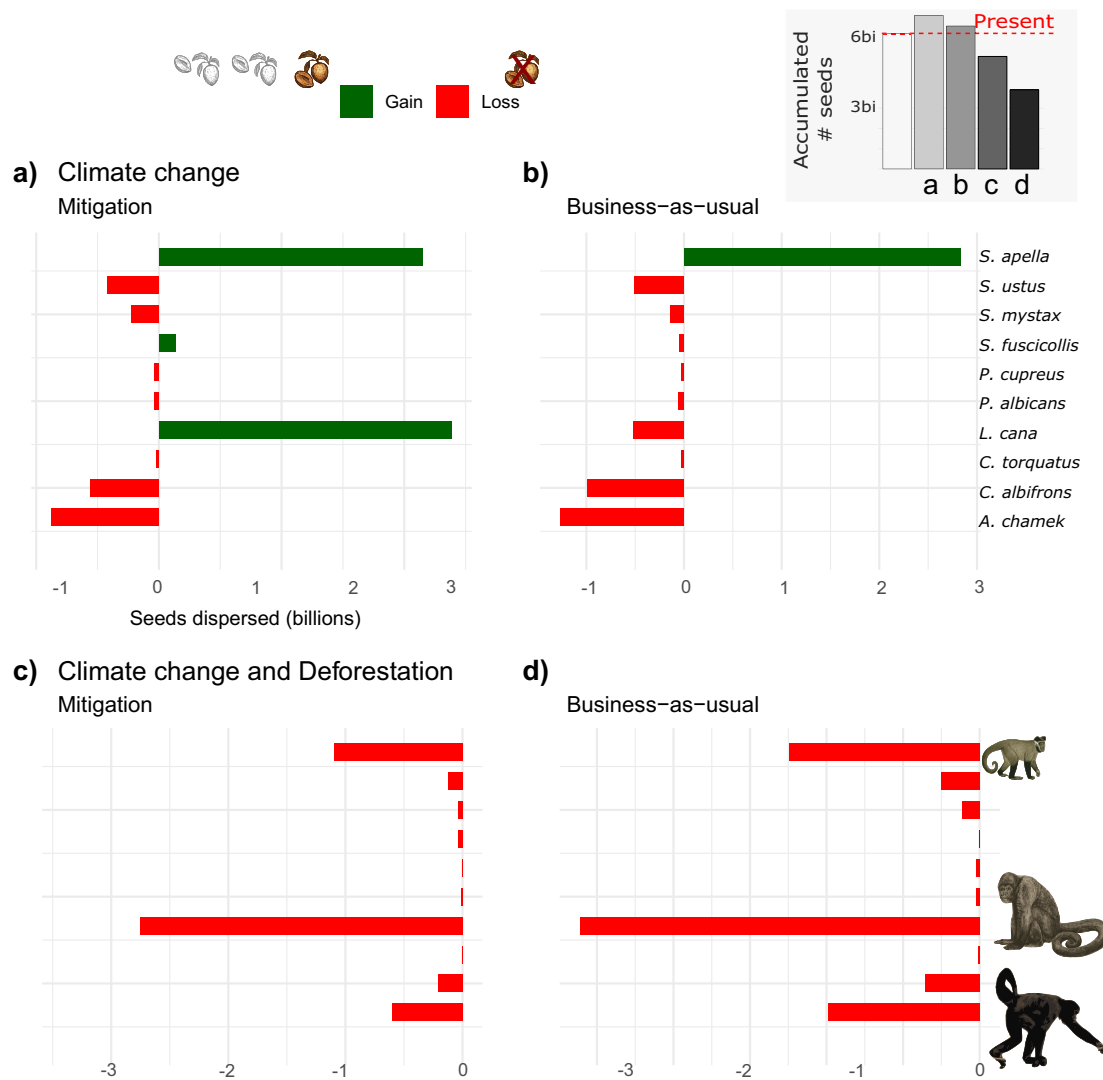 Gain Loss
Accumulated
# seeds
6bi
3bi
Present
a b c d
a) Climate change
Mitigation
b)
Business−as−usual
S. apella
S. ustus
S. mystax
S. fuscicollis
P. cupreus
P. albicans
L. cana
C. torquatus
C. albifrons
A. chamek
-1 0 1 2 3
Seeds dispersed (billions)
-1 0 1 2 3
c) Climate change and Deforestation
Mitigation
d)
Business−as−usual
-3 -2 -1 0
-3 -2 -1 0